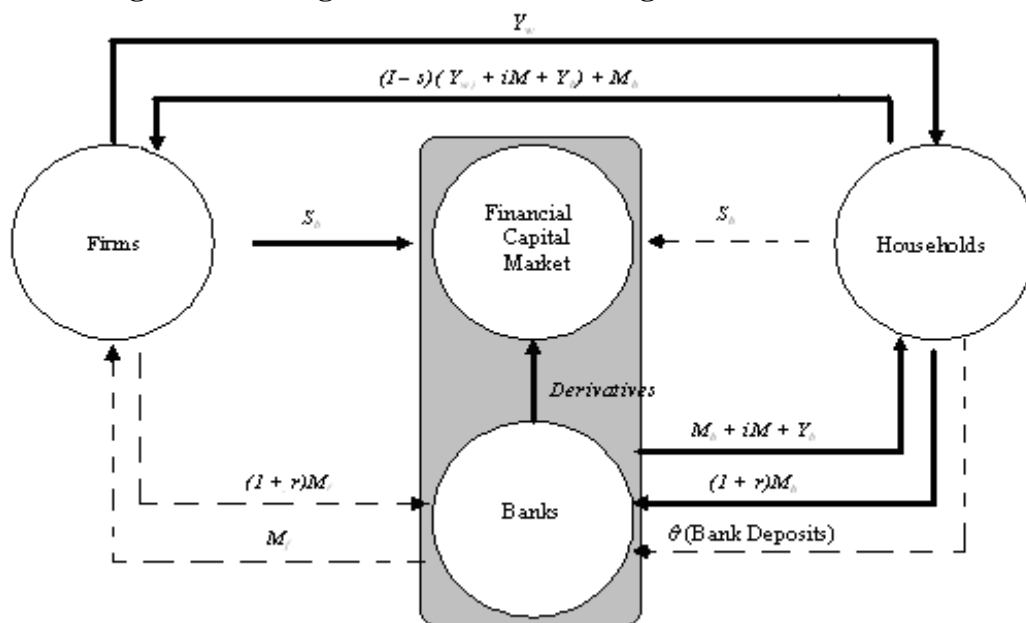 Y_w
(1 – s)( Y_w + iM + Y_b) + M_h
Firms
S_h
Financial
Capital
Market
S_h
Households
Derivatives
M_h + iM + Y_b
(1 + r)M_f
(1 + r)M_h
Banks
θ (Bank Deposits)
M_f